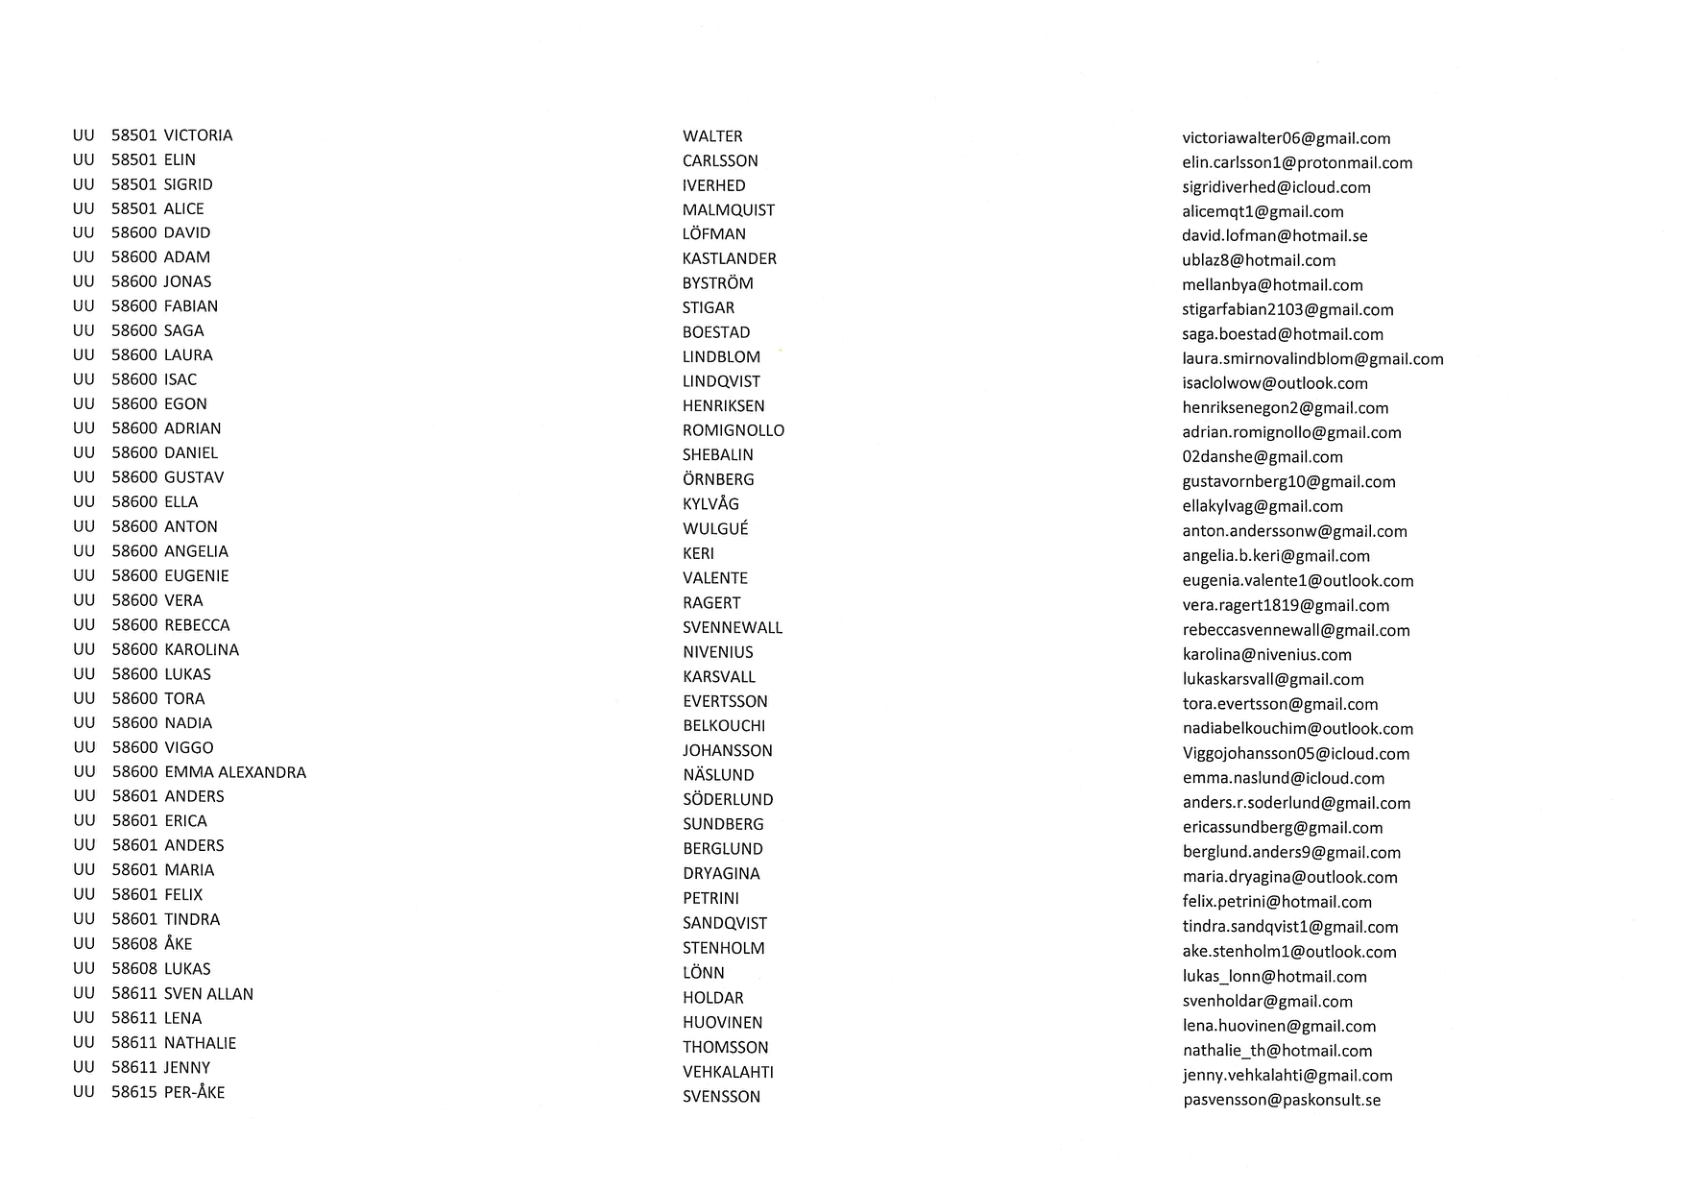 UU 58501 VICTORIA WALTER victoriawalter06@gmail.com
UU 58501 ELIN CARLSSON elin.carlsson1@protonmail.com
UU 58501 SIGRID IVERHED sigridiverhed@icloud.com
UU 58501 ALICE MALMQUIST alicemqt1@gmail.com
UU 58600 DAVID LÖFMAN david.lofman@hotmail.se
UU 58600 ADAM KASTLANDER ublaz8@hotmail.com
UU 58600 JONAS BYSTRÖM mellanbya@hotmail.com
UU 58600 FABIAN STIGAR stigarfabian2103@gmail.com
UU 58600 SAGA BOESTAD saga.boestad@hotmail.com
UU 58600 LAURA LINDBLOM laura.smirnovalindblom@gmail.com
UU 58600 ISAC LINDQVIST isaclolwow@outlook.com
UU 58600 EGON HENRIKSEN henriksenegon2@gmail.com
UU 58600 ADRIAN ROMIGNOLLO adrian.romignollo@gmail.com
UU 58600 DANIEL SHEBALIN 02danshe@gmail.com
UU 58600 GUSTAV ÖRNBERG gustavornberg10@gmail.com
UU 58600 ELLA KYLVÅG ellakylvag@gmail.com
UU 58600 ANTON WULGUÉ anton.anderssonw@gmail.com
UU 58600 ANGELIA KERI angelia.b.keri@gmail.com
UU 58600 EUGENIE VALENTE eugenia.valente1@outlook.com
UU 58600 VERA RAGERT vera.ragert1819@gmail.com
UU 58600 REBECCA SVENNEWALL rebeccasvennewall@gmail.com
UU 58600 KAROLINA NIVENIUS karolina@nivenius.com
UU 58600 LUKAS KARSVALL lukaskarsvall@gmail.com
UU 58600 TORA EVERTSSON tora.evertsson@gmail.com
UU 58600 NADIA BELKOUCHI nadiabelkouchim@outlook.com
UU 58600 VIGGO JOHANSSON Viggojohansson05@icloud.com
UU 58600 EMMA ALEXANDRA NÄSLUND emma.naslund@icloud.com
UU 58601 ANDERS SÖDERLUND anders.r.soderlund@gmail.com
UU 58601 ERICA SUNDBERG ericassundberg@gmail.com
UU 58601 ANDERS BERGLUND berglund.anders9@gmail.com
UU 58601 MARIA DRYAGINA maria.dryagina@outlook.com
UU 58601 FELIX PETRINI felix.petrini@hotmail.com
UU 58601 TINDRA SANDQVIST tindra.sandqvist1@gmail.com
UU 58608 ÅKE STENHOLM ake.stenholm1@outlook.com
UU 58608 LUKAS LÖNN lukas_lonn@hotmail.com
UU 58611 SVEN ALLAN HOLDAR svenholdar@gmail.com
UU 58611 LENA HUOVINEN lena.huovinen@gmail.com
UU 58611 NATHALIE THOMSSON nathalie_th@hotmail.com
UU 58611 JENNY VEHKALAHTI jenny.vehkalahti@gmail.com
UU 58615 PER-ÅKE SVENSSON pasvensson@paskonsult.se